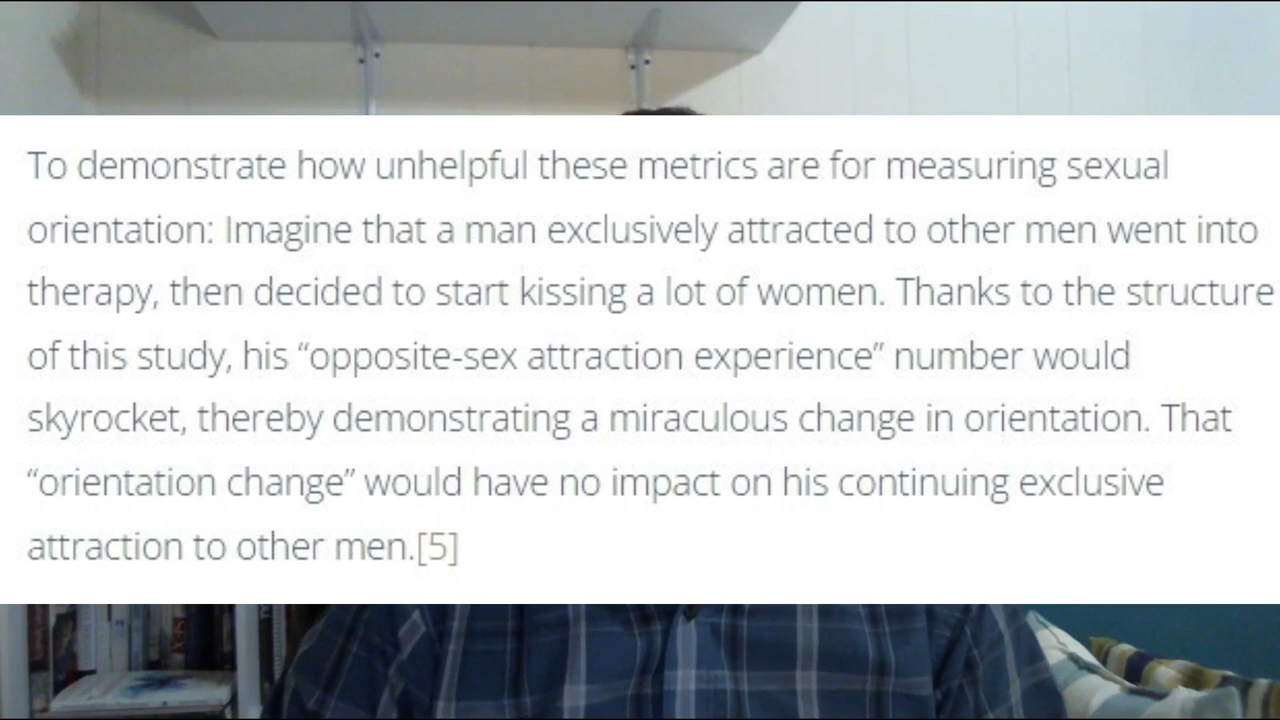 To demonstrate how unhelpful these metrics are for measuring sexual
orientation: Imagine that a man exclusively attracted to other men went into
therapy, then decided to start kissing a lot of women. Thanks to the structure
of this study, his “opposite-sex attraction experience” number would
skyrocket, thereby demonstrating a miraculous change in orientation. That
“orientation change” would have no impact on his continuing exclusive
attraction to other men.[5]